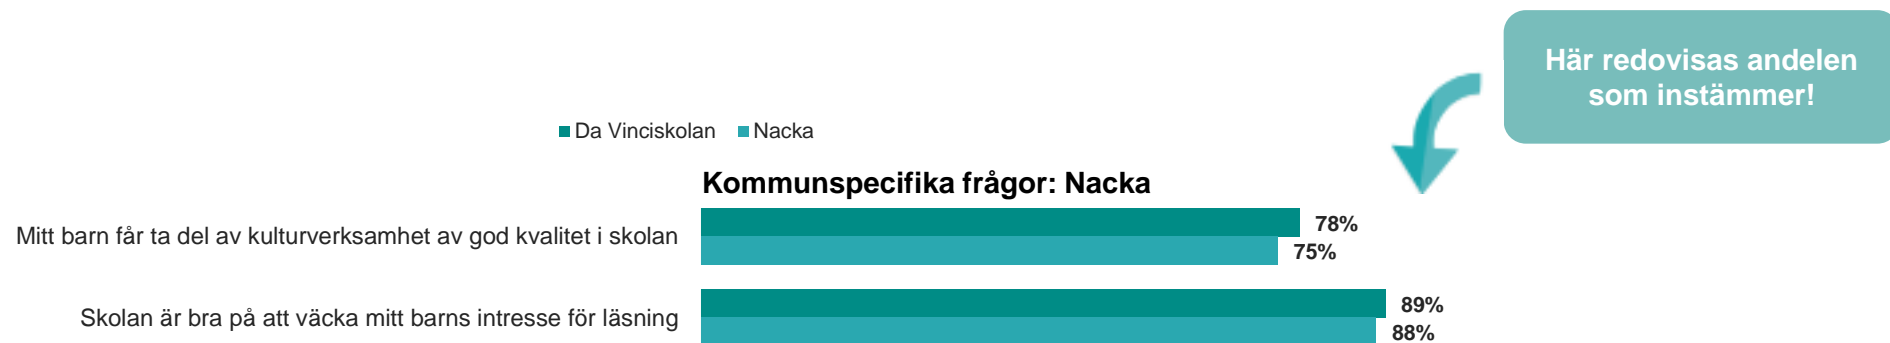 Här redovisas andelen
som instämmer!
Da Vinciskolan Nacka
Kommunspecifika frågor: Nacka
Mitt barn får ta del av kulturverksamhet av god kvalitet i skolan
78%
75%
Skolan är bra på att väcka mitt barns intresse för läsning
89%
88%